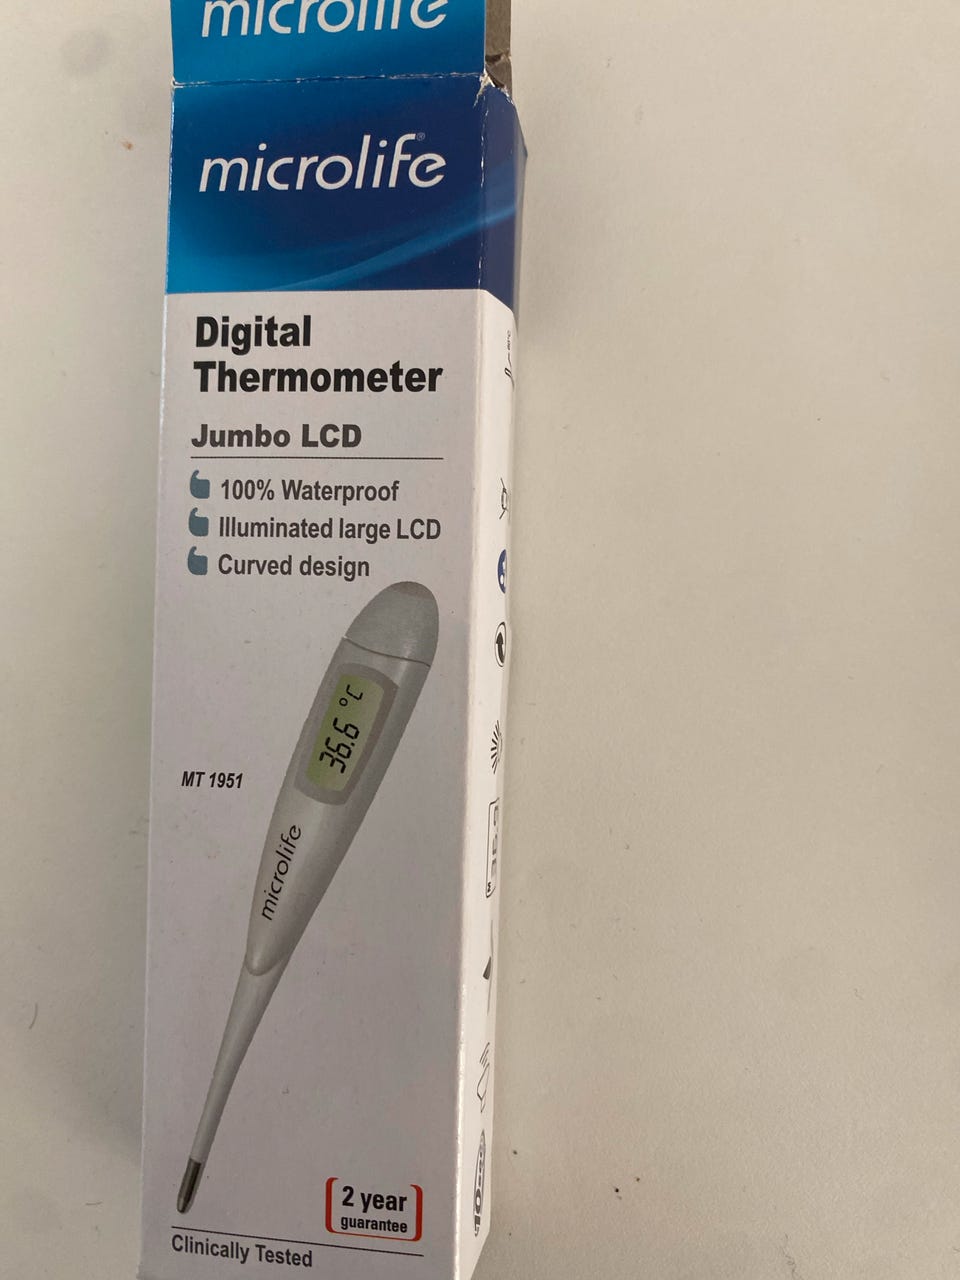 microlife
microlife®
Digital
Thermometer
Jumbo LCD
100% Waterproof
Illuminated large LCD
Curved design
36.6 °C
MT 1951
microlife
2 year
guarantee
Clinically Tested